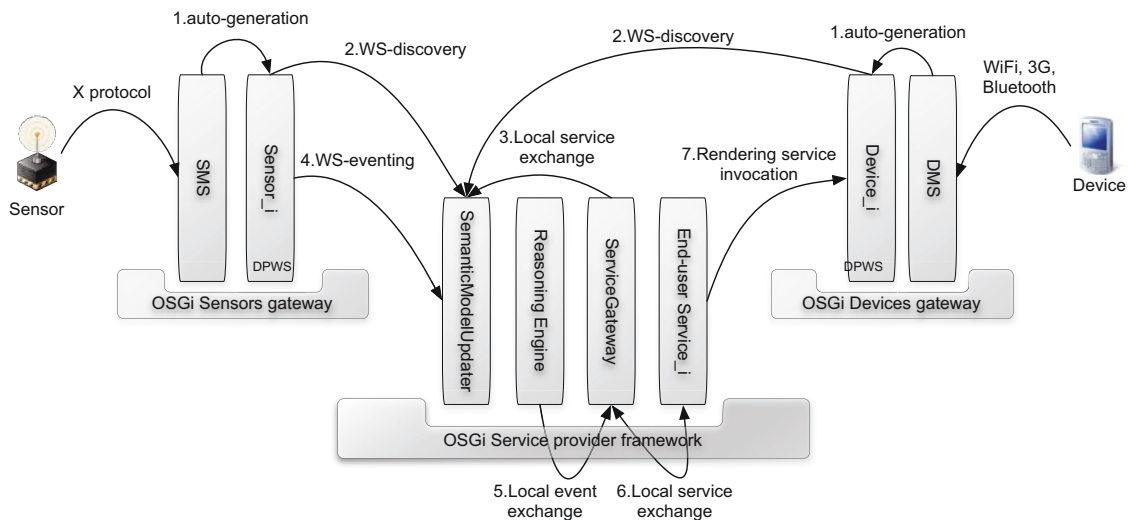 1.auto-generation
2.WS-discovery
2.WS-discovery
1.auto-generation
WiFi, 3G,
Bluetooth
X protocol
3.Local service
exchange
4.WS-eventing
7.Rendering service
invocation
Sensor
SMS
Sensor_i
DPWS
OSGi Sensors gateway
Device_i
DPWS
DMS
Device
OSGi Devices gateway
SemanticModelUpdater
Reasoning Engine
ServiceGateway
End-user Service_i
OSGi Service provider framework
5.Local event
exchange
6.Local service
exchange